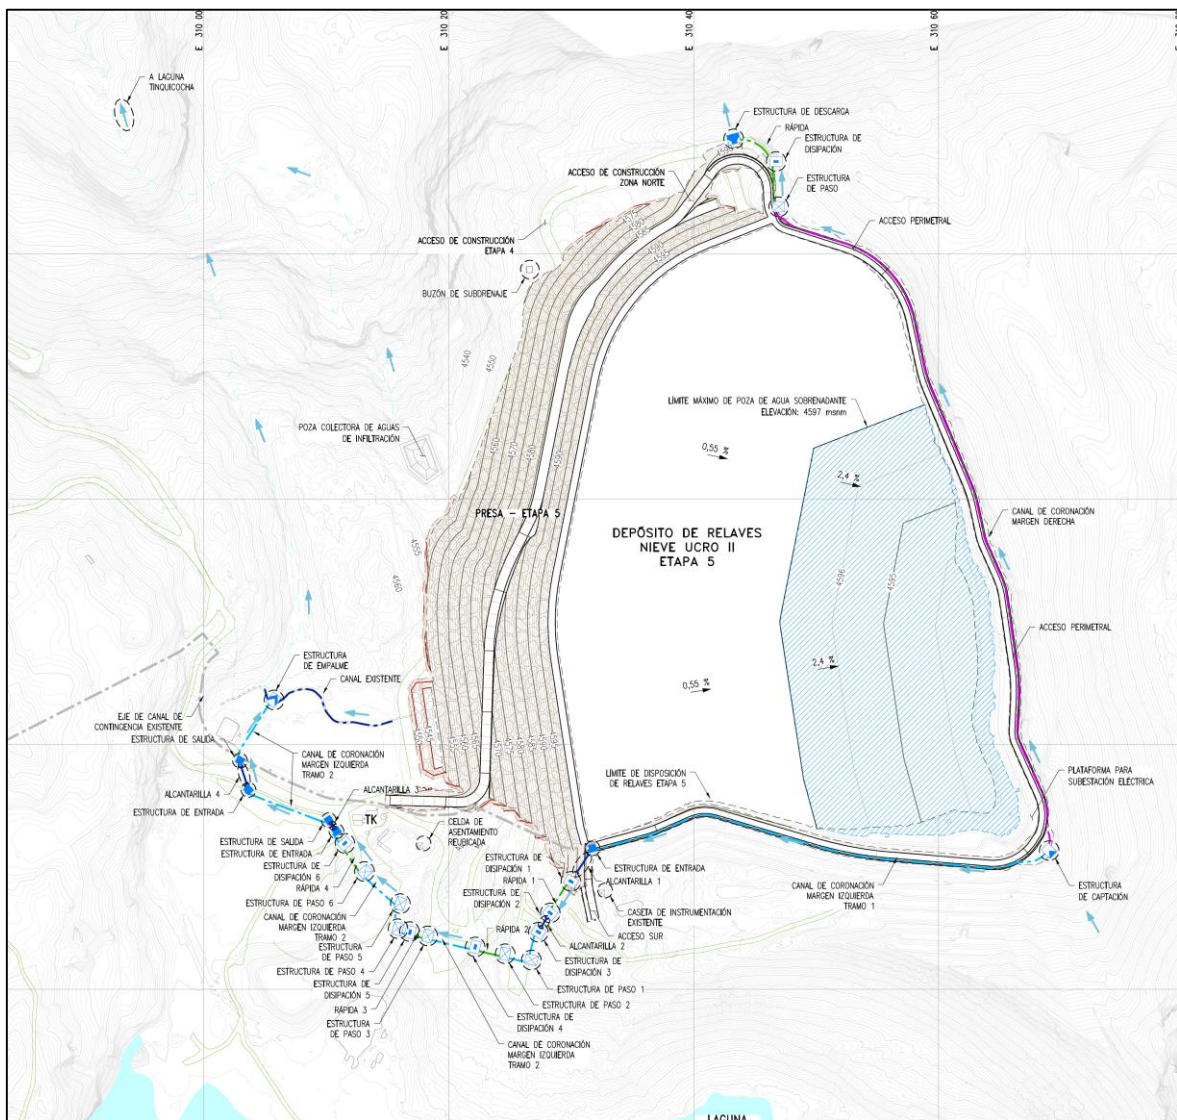 E 310 00
E 310 20
E 310 40
E 310 60
A LAGUNA
TINQUICOCHA
ESTRUCTURA DE DESCARGA
RÁPIDA
ESTRUCTURA DE
DISIPACIÓN
ACCESO DE CONSTRUCCIÓN
ZONA NORTE
ESTRUCTURA
DE PASO
4575
4580
4585
4590
4595
ACCESO PERIMETRAL
ACCESO DE CONSTRUCCIÓN
ETAPA 4
BUZÓN DE SUBDRENAJE
4540
4550
LÍMITE MÁXIMO DE POZA DE AGUA SOBRENADANTE
ELEVACIÓN: 4597 msnm
POZA COLECTORA DE AGUAS
DE INFILTRACIÓN
4560
4570
4580
4590
0,55 %
2,4 %
PRESA – ETAPA 5
CANAL DE CORONACIÓN
MARGEN DERECHA
DEPÓSITO DE RELAVES
NIEVE UCRO II
ETAPA 5
4555
4560
4596
4595
ACCESO PERIMETRAL
ESTRUCTURA
DE EMPALME
CANAL EXISTENTE
2,4 %
0,55 %
EJE DE CANAL DE
CONTINGENCIA EXISTENTE
ESTRUCTURA DE SALIDA
CANAL DE CORONACIÓN
MARGEN IZQUIERDA
TRAMO 2
LÍMITE DE DISPOSICIÓN
DE RELAVES ETAPA 5
PLATAFORMA PARA
SUBESTACIÓN ELÉCTRICA
ALCANTARILLA 4
ALCANTARILLA 3
ESTRUCTURA DE ENTRADA
TK
CELDA DE
ASENTAMIENTO
REUBICADA
ESTRUCTURA DE SALIDA
ESTRUCTURA DE ENTRADA
ESTRUCTURA DE
DISIPACIÓN 6
RÁPIDA 4
ESTRUCTURA DE PASO 6
CANAL DE CORONACIÓN
MARGEN IZQUIERDA
TRAMO 2
ESTRUCTURA
DE PASO 5
ESTRUCTURA DE PASO 4
ESTRUCTURA DE
DISIPACIÓN 5
RÁPIDA 3
ESTRUCTURA
DE PASO 3
ESTRUCTURA DE
DISIPACIÓN 1
RÁPIDA 1
ESTRUCTURA DE
DISIPACIÓN 2
RÁPIDA 2
ESTRUCTURA DE ENTRADA
ALCANTARILLA 1
CASETA DE INSTRUMENTACIÓN
EXISTENTE
ACCESO SUR
ALCANTARILLA 2
ESTRUCTURA DE
DISIPACIÓN 3
ESTRUCTURA DE PASO 1
ESTRUCTURA DE PASO 2
ESTRUCTURA DE
DISIPACIÓN 4
CANAL DE CORONACIÓN
MARGEN IZQUIERDA
TRAMO 2
CANAL DE CORONACIÓN
MARGEN IZQUIERDA
TRAMO 1
ESTRUCTURA
DE CAPTACIÓN
LAGUNA